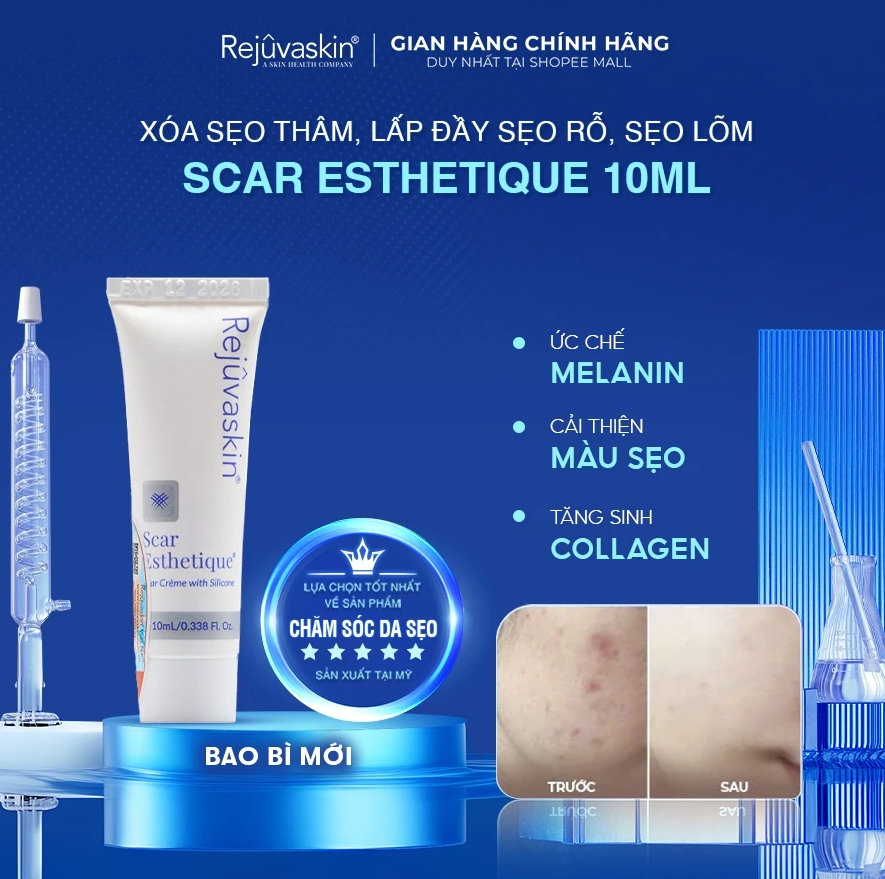 Rejûvaskin®
A SKIN HEALTH COMPANY
GIAN HÀNG CHÍNH HÃNG
DUY NHẤT TẠI SHOPEE MALL
XÓA SẸO THÂM, LẤP ĐẦY SẸO RỖ, SẸO LÕM
SCAR ESTHETIQUE 10ML
EXP 12 2026
Rejûvaskin®
Scar
Esthetique®
ar Crème with Silicone
10mL/0.338 Fl. Oz.
ỨC CHẾ
MELANIN
CẢI THIỆN
MÀU SẸO
TĂNG SINH
COLLAGEN
LỰA CHỌN TỐT NHẤT
VỀ SẢN PHẨM
CHĂM SÓC DA SẸO
SẢN XUẤT TẠI MỸ
BAO BÌ MỚI
TRƯỚC
SAU